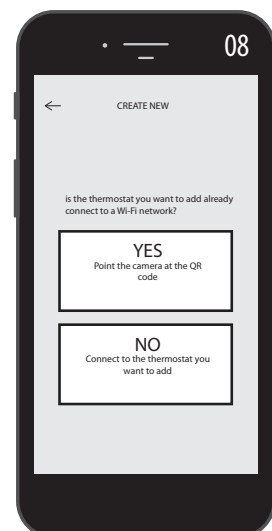 08
CREATE NEW
is the thermostat you want to add already
connect to a Wi-Fi network?
YES
Point the camera at the QR
code
NO
Connect to the thermostat you
want to add